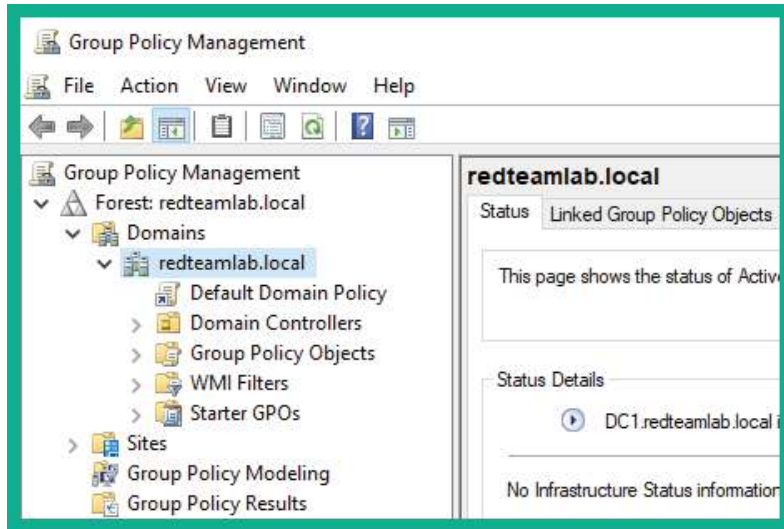 Group Policy Management
File Action View Window Help
Group Policy Management
Forest: redteamlab.local
Domains
redteamlab.local
Default Domain Policy
Domain Controllers
Group Policy Objects
WMI Filters
Starter GPOs
Sites
Group Policy Modeling
Group Policy Results
redteamlab.local
Status Linked Group Policy Objects
This page shows the status of Active
Status Details
DC1.redteamlab.local i
No Infrastructure Status information